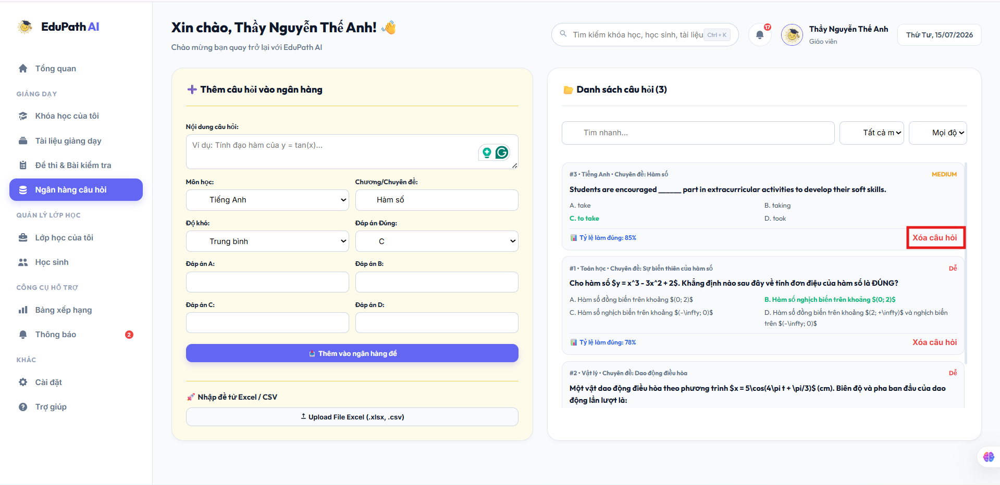 EduPath AI
Tổng quan
GIẢNG DẠY
Khóa học của tôi
Tài liệu giảng dạy
Đề thi & Bài kiểm tra
Ngân hàng câu hỏi
QUẢN LÝ LỚP HỌC
Lớp học của tôi
Học sinh
CÔNG CỤ HỖ TRỢ
Bảng xếp hạng
Thông báo
2
KHÁC
Cài đặt
Trợ giúp
Xin chào, Thầy Nguyễn Thế Anh! 👋
Chào mừng bạn quay trở lại với EduPath AI
Tìm kiếm khóa học, học sinh, tài liệu
Ctrl + K
17
Thầy Nguyễn Thế Anh
Giáo viên
Thứ Tư, 15/07/2026
Thêm câu hỏi vào ngân hàng
Nội dung câu hỏi:
Ví dụ: Tính đạo hàm của y = tan(x)...
Môn học:
Chương/Chuyên đề:
Tiếng Anh
Hàm số
Độ khó:
Đáp án Đúng:
Trung bình
C
Đáp án A:
Đáp án B:
Đáp án C:
Đáp án D:
Thêm vào ngân hàng đề
Nhập đề từ Excel / CSV
Upload File Excel (.xlsx, .csv)
Danh sách câu hỏi (3)
Tìm nhanh...
Tất cả m
Mọi độ
#3 • Tiếng Anh • Chuyên đề: Hàm số
MEDIUM
Students are encouraged ______ part in extracurricular activities to develop their soft skills.
A. take
B. taking
C. to take
D. took
Tỷ lệ làm đúng: 85%
Xóa câu hỏi
#1 • Toán học • Chuyên đề: Sự biến thiên của hàm số
Dễ
Cho hàm số $y = x^3 - 3x^2 + 2$. Khẳng định nào sau đây về tính đơn điệu của hàm số là ĐÚNG?
A. Hàm số đồng biến trên khoảng $(0; 2)$
B. Hàm số nghịch biến trên khoảng $(0; 2)$
C. Hàm số nghịch biến trên khoảng $(-\infty; 0)$
D. Hàm số đồng biến trên khoảng $(2; +\infty)$ và nghịch biến
trên $(-\infty; 0)$
Tỷ lệ làm đúng: 78%
Xóa câu hỏi
#2 • Vật lý • Chuyên đề: Dao động điều hòa
Dễ
Một vật dao động điều hòa theo phương trình $x = 5\cos(4\pi t + \pi/3)$ (cm). Biên độ và pha ban đầu của dao
động lần lượt là: